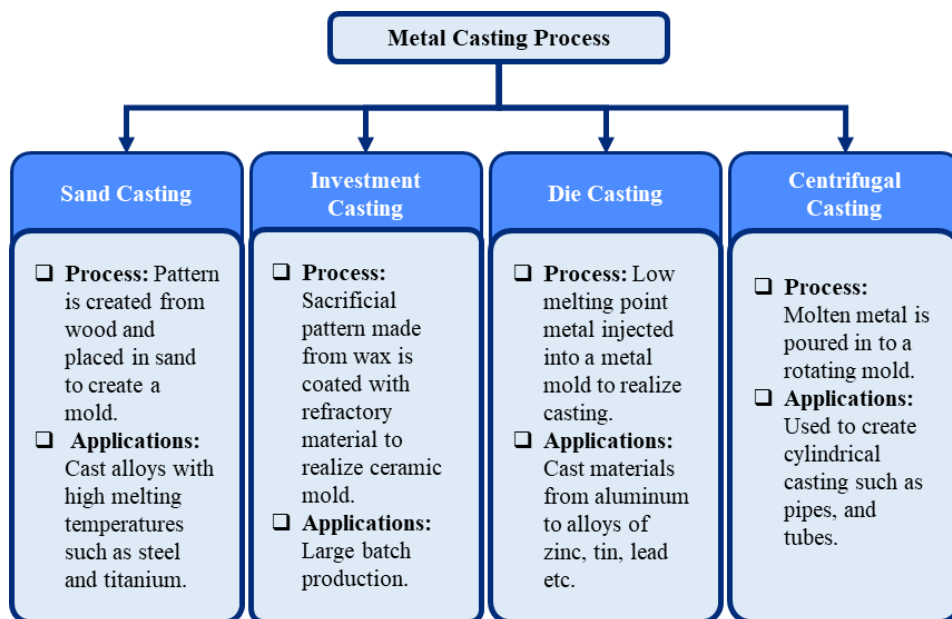 Metal Casting Process
Sand Casting
❑ Process: Pattern
is created from
wood and
placed in sand
to create a
mold.
❑ Applications:
Cast alloys with
high melting
temperatures
such as steel
and titanium.
Investment
Casting
❑ Process:
Sacrificial
pattern made
from wax is
coated with
refractory
material to
realize ceramic
mold.
❑ Applications:
Large batch
production.
Die Casting
❑ Process: Low
melting point
metal injected
into a metal
mold to realize
casting.
❑ Applications:
Cast materials
from aluminum
to alloys of
zinc, tin, lead
etc.
Centrifugal
Casting
❑ Process:
Molten metal is
poured in to a
rotating mold.
❑ Applications:
Used to create
cylindrical
casting such as
pipes, and
tubes.